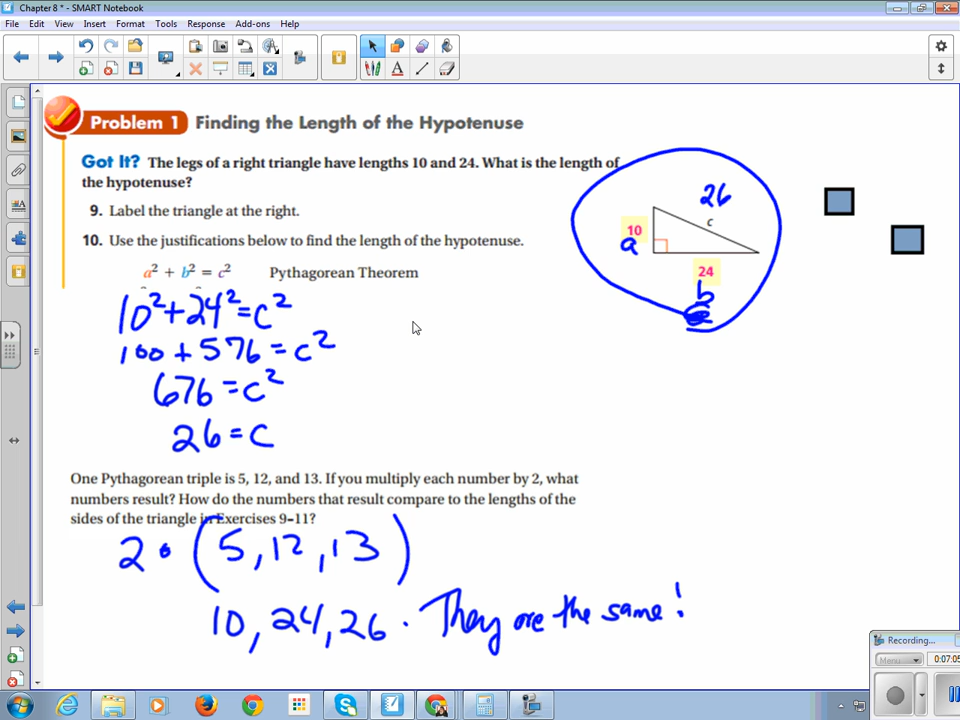 Chapter 8 * - SMART Notebook
File Edit View Insert Format Tools Response Add-ons Help
Problem 1 Finding the Length of the Hypotenuse
Got It? The legs of a right triangle have lengths 10 and 24. What is the length of
the hypotenuse?
9. Label the triangle at the right.
10. Use the justifications below to find the length of the hypotenuse.
a² + b² = c² Pythagorean Theorem
26
c
10
a
24
b
10² + 24² = c²
100 + 576 = c²
676 = c²
26 = c
One Pythagorean triple is 5, 12, and 13. If you multiply each number by 2, what
numbers result? How do the numbers that result compare to the lengths of the
sides of the triangle in Exercises 9–11?
2 • (5, 12, 13)
10, 24, 26. They are the same!
Recording...
Menu
0:07:05